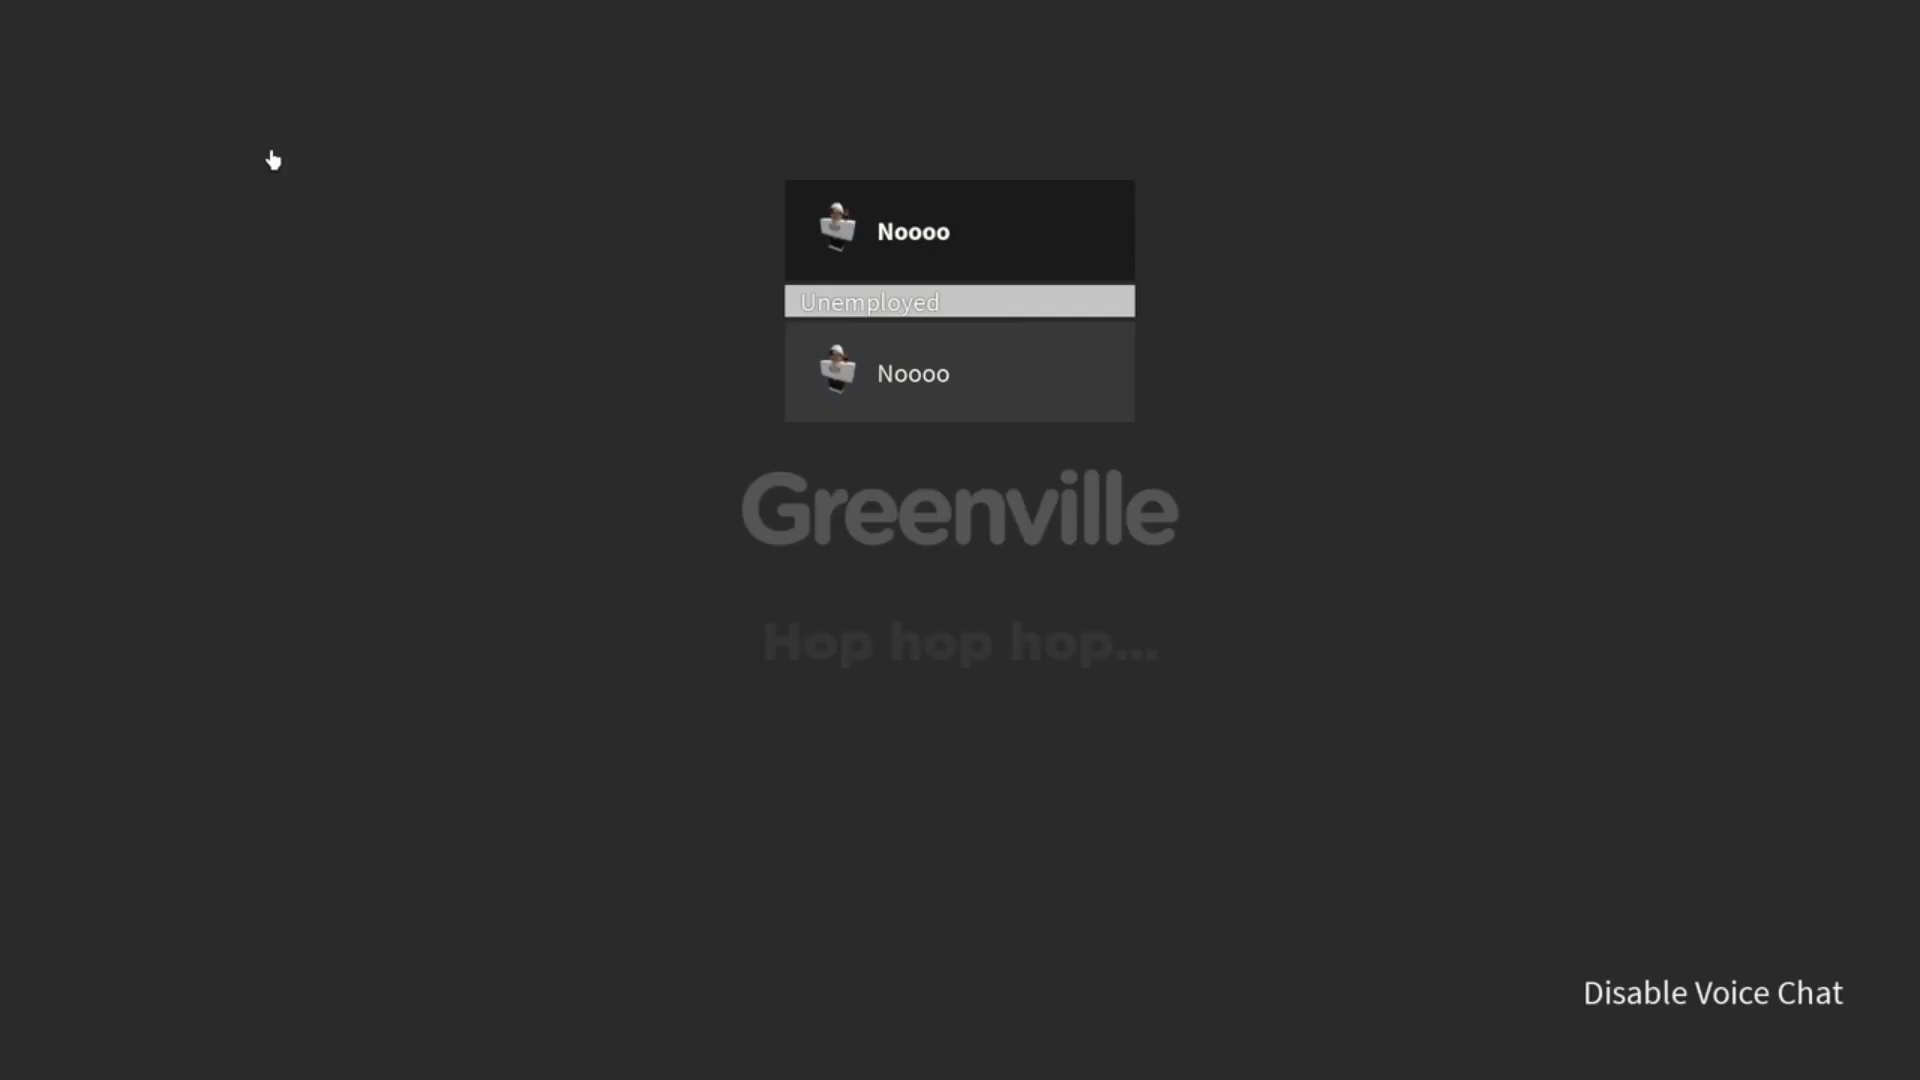 Noooo
Unemployed
Noooo
Greenville
Hop hop hop...
Disable Voice Chat